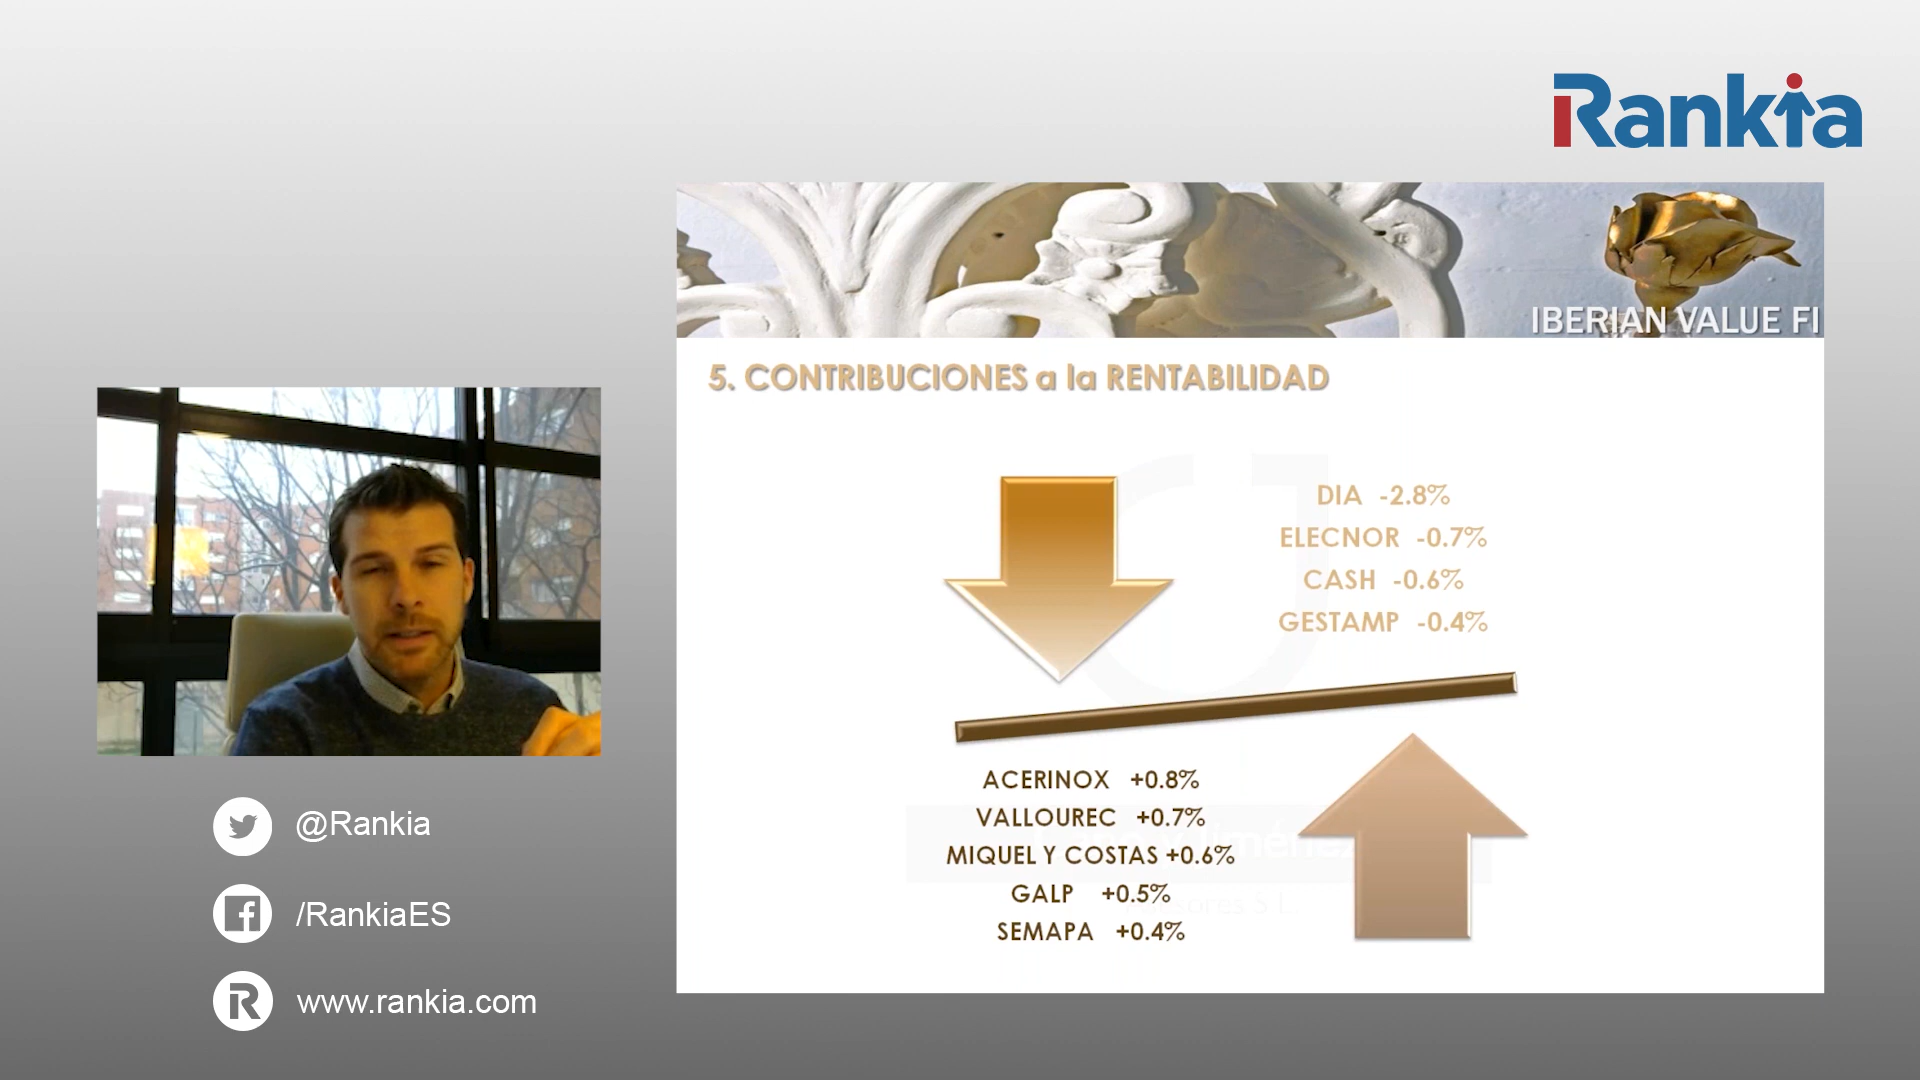 Rankia
IBERIAN VALUE FI
5. CONTRIBUCIONES a la RENTABILIDAD
DIA -2.8%
ELECNOR -0.7%
CASH -0.6%
GESTAMP -0.4%
ACERINOX +0.8%
VALLOUREC +0.7%
MIQUEL Y COSTAS +0.6%
GALP +0.5%
SEMAPA +0.4%
@Rankia
/RankiaES
www.rankia.com